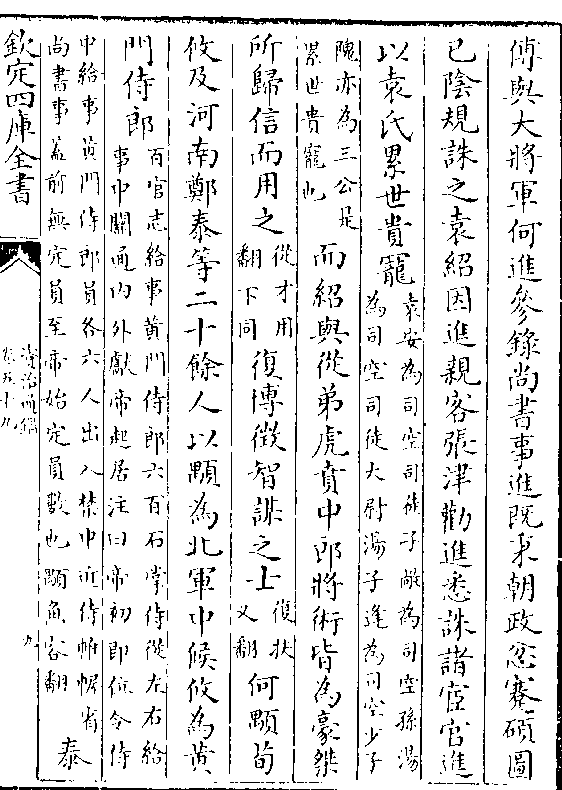 傅與大將軍何進參錄尚書事進既秉朝政忿蹇碩圖
已陰規誅之袁紹因進親客張津勸進悉誅諸宦官進
以袁氏累世貴寵
袁安為司空司徒子敞為司空孫湯
為司空司徒大尉湯子逢為司空少子
隗亦為三公是
累世貴寵也
而紹與從弟虎賁中郎將術皆為豪桀
所歸信而用之
從才用
翻下同
復博徵智謀之士
復扶
又翻
何顒荀
攸及河南鄭泰等二十餘人以顒為北軍中候攸為黃
門侍郎
百官志給事黃門侍郎六百石掌侍從左右給
事中關通內外獻帝起居注曰帝初即位令侍
中給事黃門侍郎員各六人出入禁中近侍帷幄省
尚書事蓋前無定員至帝始定員數也顒魚容翻
泰
欽定四庫全書
資治通鑑
卷五十九
九